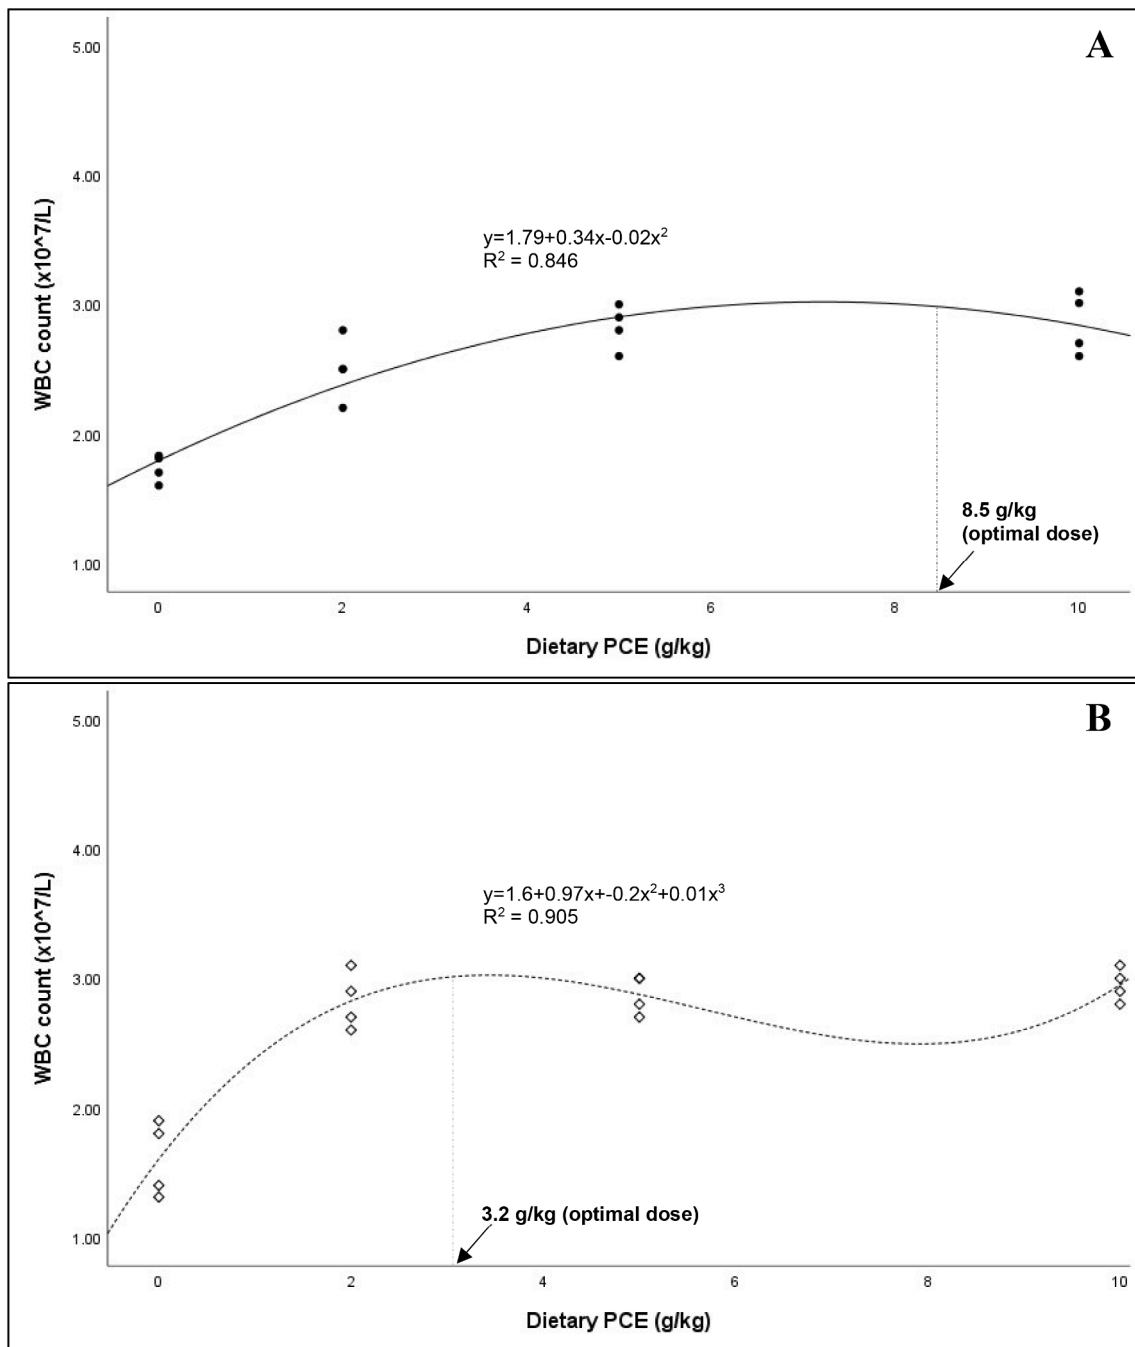 A
5.00
4.00
3.00
2.00
1.00
WBC count (x10^7/L)
y=1.79+0.34x-0.02x²
R² = 0.846
8.5 g/kg
(optimal dose)
0 2 4 6 8 10
Dietary PCE (g/kg)
B
5.00
4.00
3.00
2.00
1.00
WBC count (x10^7/L)
y=1.6+0.97x+-0.2x²+0.01x³
R² = 0.905
3.2 g/kg (optimal dose)
0 2 4 6 8 10
Dietary PCE (g/kg)